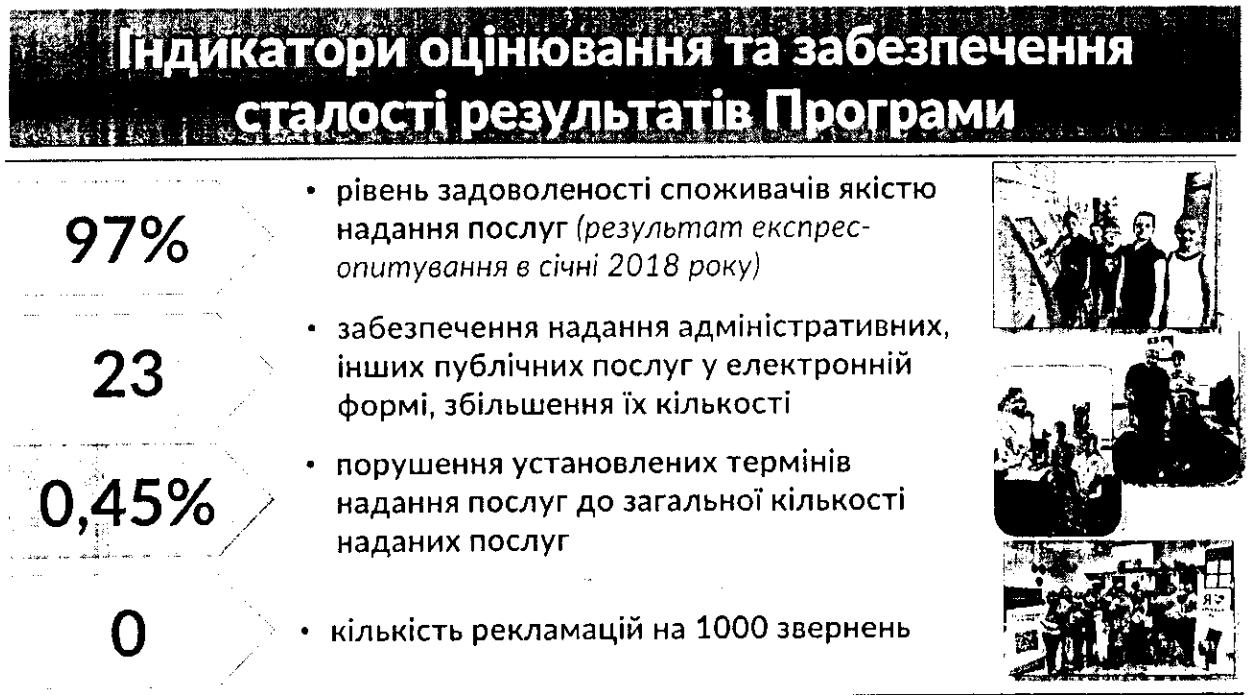 Індикатори оцінювання та забезпечення
сталості результатів Програми
97%
• рівень задоволеності споживачів якістю
надання послуг (результат експрес-
опитування в січні 2018 року)
23
• забезпечення надання адміністративних,
інших публічних послуг у електронній
формі, збільшення їх кількості
0,45%
• порушення установлених термінів
надання послуг до загальної кількості
наданих послуг
0
• кількість рекламацій на 1000 звернень
Я